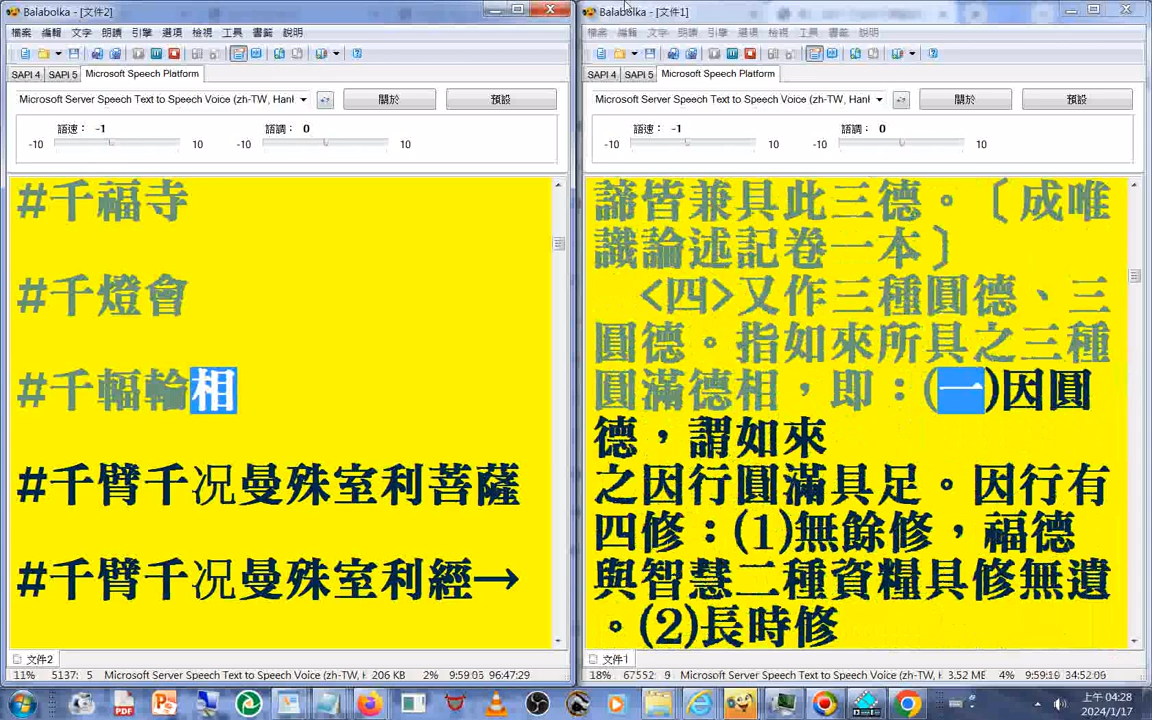 Balabolka - [文件2]
檔案 編輯 文字 朗讀 引擎 選項 檢視 工具 書籤 說明
SAPI 4 SAPI 5 Microsoft Speech Platform
Microsoft Server Speech Text to Speech Voice (zh-TW, Hanl
關於 預設
語速： -1 語調： 0
-10 10 -10 10
#千福寺
#千燈會
#千輻輪相
#千臂千况曼殊室利菩薩
#千臂千况曼殊室利經→
文件2
11% 5137: 5 Microsoft Server Speech Text to Speech Voice (zh-TW, H 206 KB 2% 9:59:05 96:47:29
Balabolka - [文件1]
檔案 編輯 文字 朗讀 引擎 選項 檢視 工具 書籤 說明
SAPI 4 SAPI 5 Microsoft Speech Platform
Microsoft Server Speech Text to Speech Voice (zh-TW, Hanl
關於 預設
語速： -1 語調： 0
-10 10 -10 10
諦皆兼具此三德。〔成唯
識論述記卷一本〕
<四>又作三種圓德、三
圓德。指如來所具之三種
圓滿德相，即：(一)因圓
德，謂如來
之因行圓滿具足。因行有
四修：(1)無餘修，福德
與智慧二種資糧具修無遺
。(2)長時修
文件1
18% 67552: 9 Microsoft Server Speech Text to Speech Voice (zh-TW, H 3.52 MB 4% 9:59:10 34:52:06
上午 04:28
2024/1/17